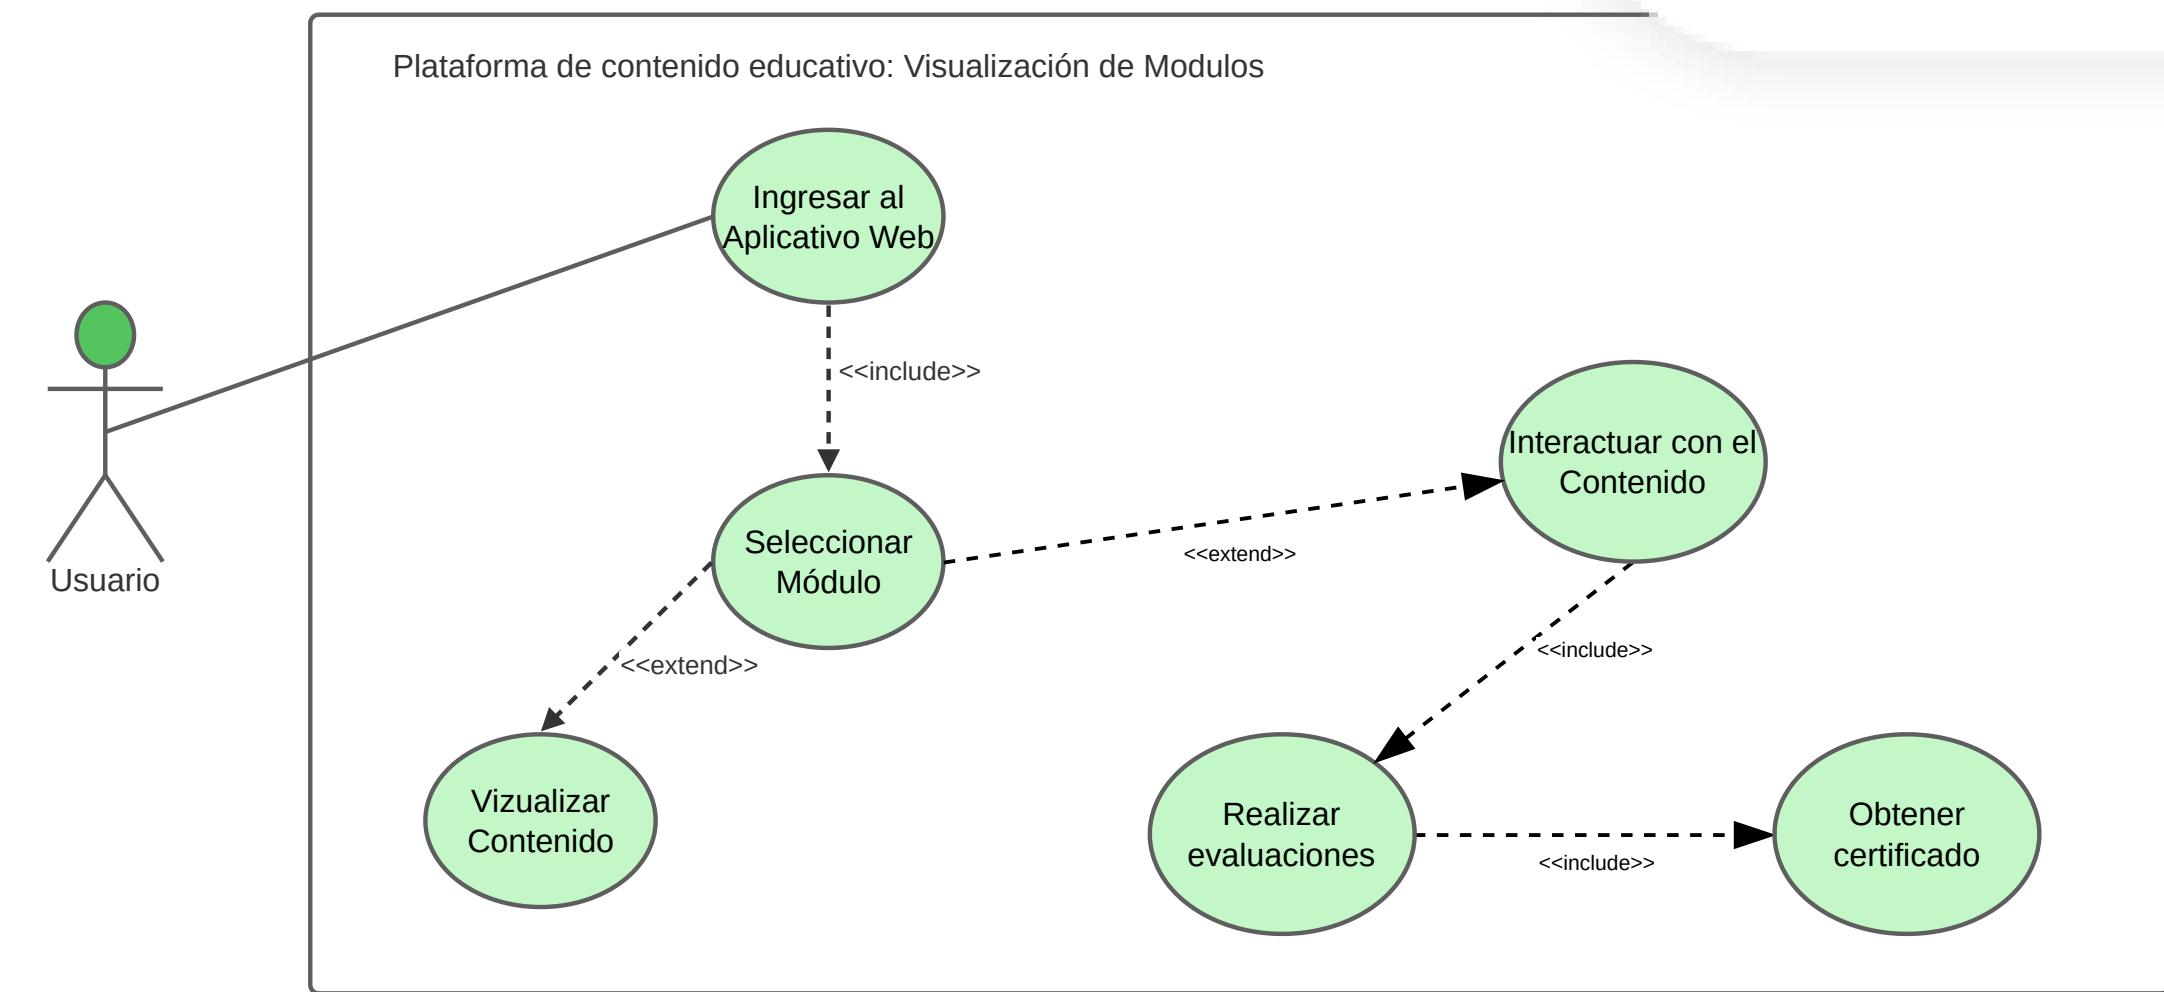 Plataforma de contenido educativo: Visualización de Modulos
Ingresar al
Aplicativo Web
<<include>>
Interactuar con el
Contenido
Seleccionar
Módulo
<<extend>>
Usuario
<<include>>
<<extend>>
Vizualizar
Contenido
Realizar
evaluaciones
<<include>>
Obtener
certificado